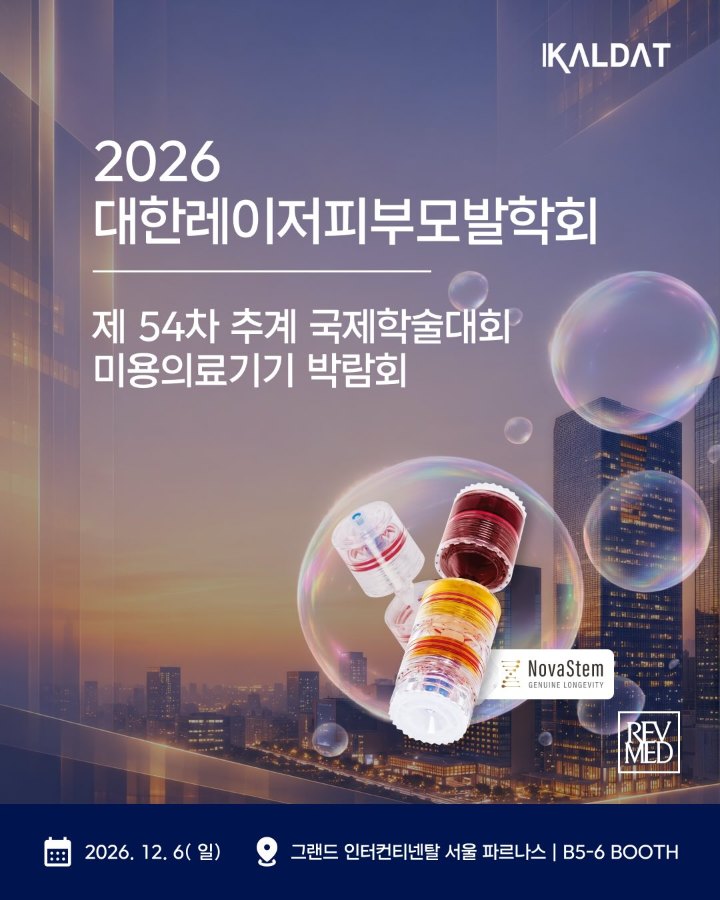 KALDAT
2026
대한레이저피부모발학회
제 54차 추계 국제학술대회
미용의료기기 박람회
NovaStem
GENUINE LONGEVITY
REV
MED
2026. 12. 6( 일)
그랜드 인터컨티넨탈 서울 파르나스 | B5-6 BOOTH